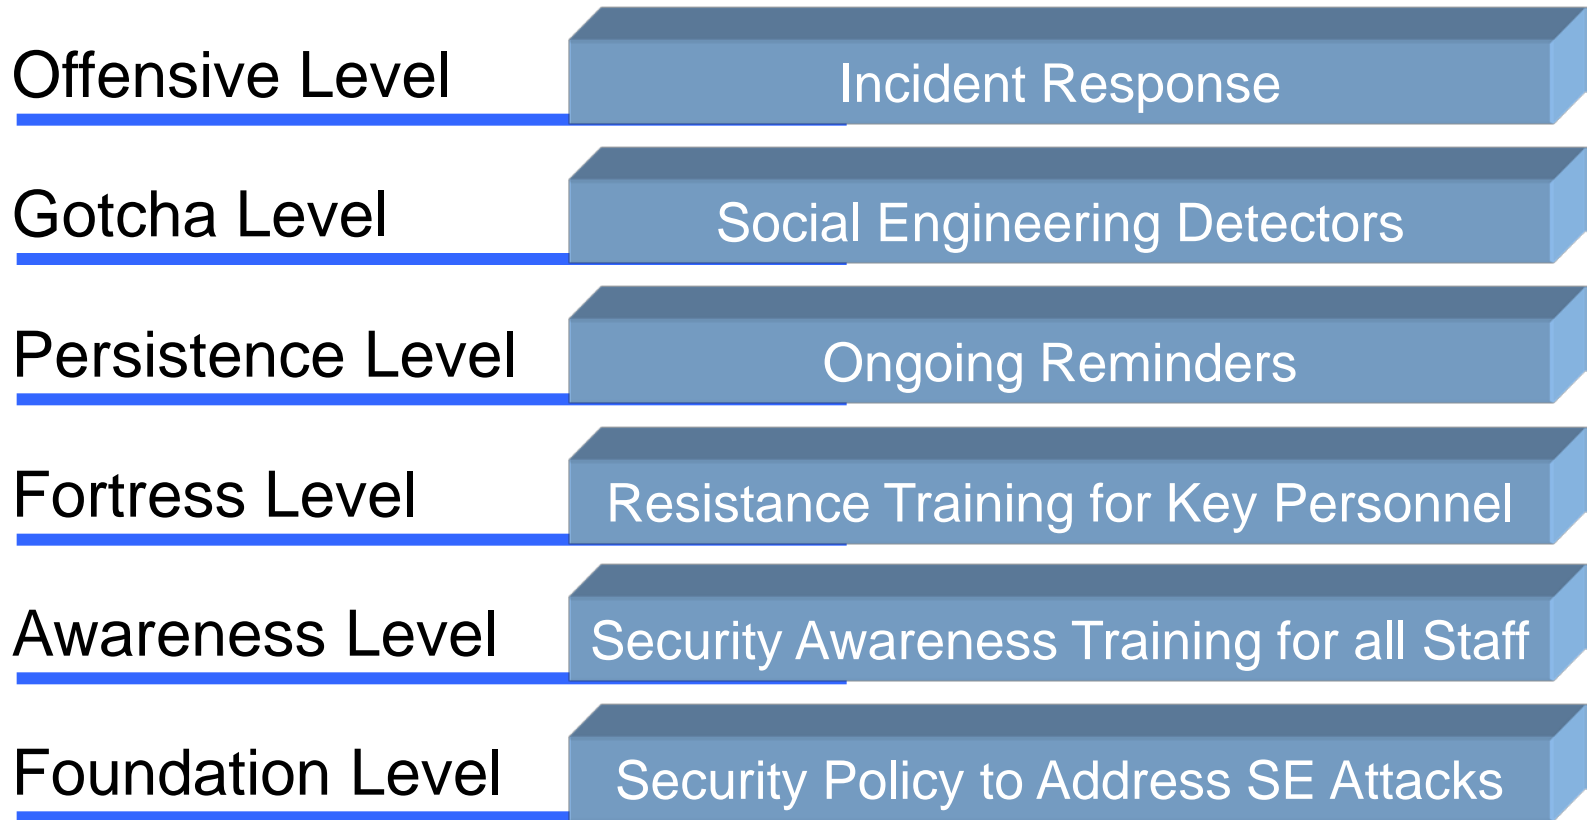 Offensive Level
Incident Response
Gotcha Level
Social Engineering Detectors
Persistence Level
Ongoing Reminders
Fortress Level
Resistance Training for Key Personnel
Awareness Level
Security Awareness Training for all Staff
Foundation Level
Security Policy to Address SE Attacks